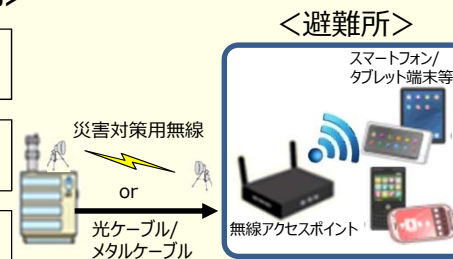 ＜避難所＞
スマートフォン/
タブレット端末等
災害対策用無線
or
光ケーブル/
メタルケーブル
無線アクセスポイント